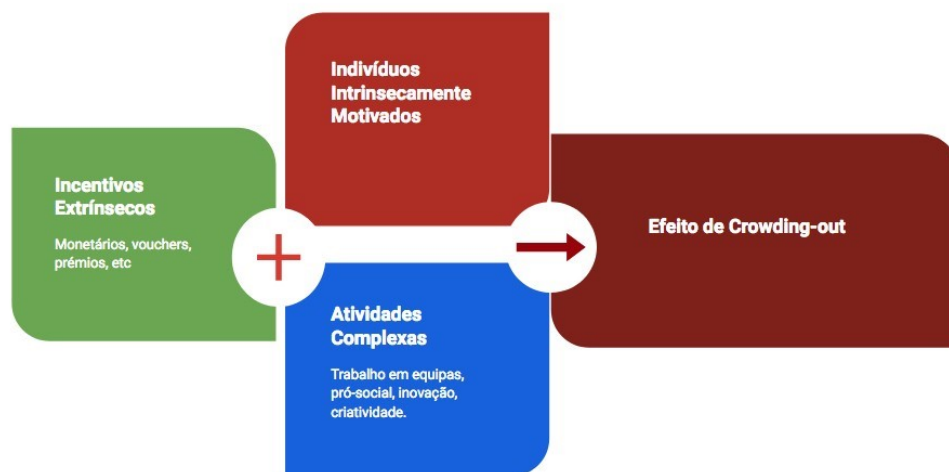 Indivíduos
Intrinsecamente
Motivados
Incentivos
Extrínsecos
Monetários, vouchers,
prémios, etc
Efeito de Crowding-out
Atividades
Complexas
Trabalho em equipas,
pró-social, inovação,
criatividade.